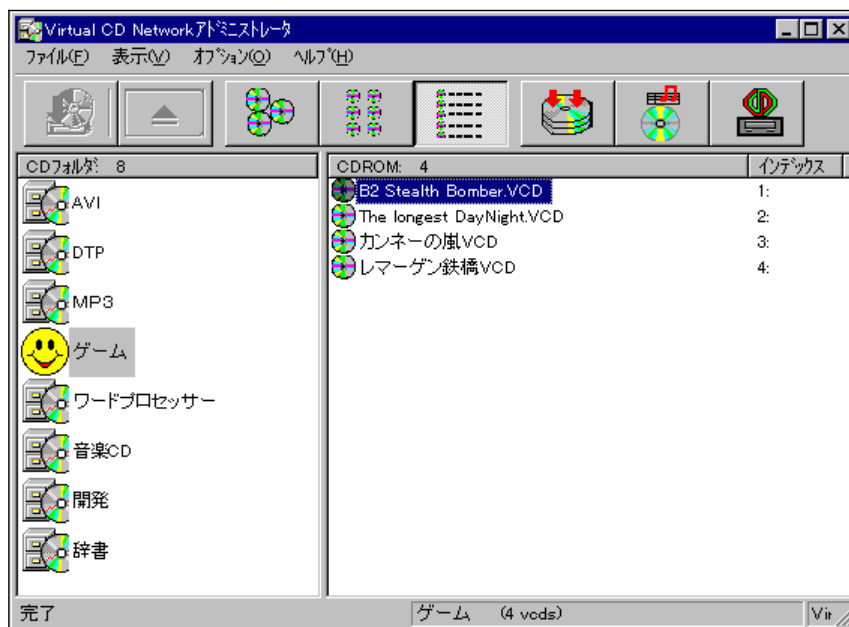 Virtual CD Networkｱﾄﾞﾐﾆｽﾄﾚｰﾀ
ﾌｧｲﾙ(F) 表示(V) ｵﾌﾟｼｮﾝ(O) ﾍﾙﾌﾟ(H)
CDﾌｫﾙﾀﾞ: 8
CDROM: 4 ｲﾝﾃﾞｯｸｽ
AVI
DTP
MP3
ゲーム
ワードプロセッサー
音楽CD
開発
辞書
B2 Stealth Bomber.VCD 1:
The longest DayNight.VCD 2:
カンネーの嵐VCD 3:
レマーゲン鉄橋VCD 4:
完了 ゲーム (4 vcds) Vir